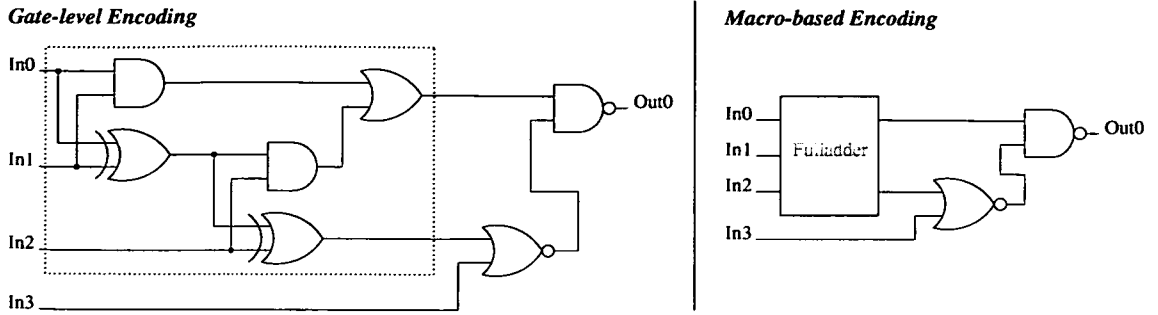 Gate-level Encoding
In0
In1
In2
In3
Out0
Macro-based Encoding
In0
In1
In2
In3
Fulladder
Out0